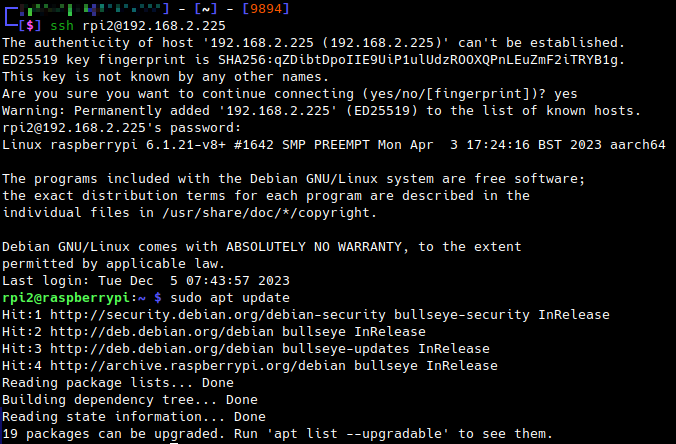 ] - [~] - [9894]
[$] ssh rpi2@192.168.2.225
The authenticity of host '192.168.2.225 (192.168.2.225)' can't be established.
ED25519 key fingerprint is SHA256:qZDibtDpoIIE9UiP1ulUdzROOXQPnLEuZmF2iTRYB1g.
This key is not known by any other names.
Are you sure you want to continue connecting (yes/no/[fingerprint])? yes
Warning: Permanently added '192.168.2.225' (ED25519) to the list of known hosts.
rpi2@192.168.2.225's password:
Linux raspberrypi 6.1.21-v8+ #1642 SMP PREEMPT Mon Apr  3 17:24:16 BST 2023 aarch64
The programs included with the Debian GNU/Linux system are free software;
the exact distribution terms for each program are described in the
individual files in /usr/share/doc/*/copyright.
Debian GNU/Linux comes with ABSOLUTELY NO WARRANTY, to the extent
permitted by applicable law.
Last login: Tue Dec  5 07:43:57 2023
rpi2@raspberrypi:~ $ sudo apt update
Hit:1 http://security.debian.org/debian-security bullseye-security InRelease
Hit:2 http://deb.debian.org/debian bullseye InRelease
Hit:3 http://deb.debian.org/debian bullseye-updates InRelease
Hit:4 http://archive.raspberrypi.org/debian bullseye InRelease
Reading package lists... Done
Building dependency tree... Done
Reading state information... Done
19 packages can be upgraded. Run 'apt list --upgradable' to see them.